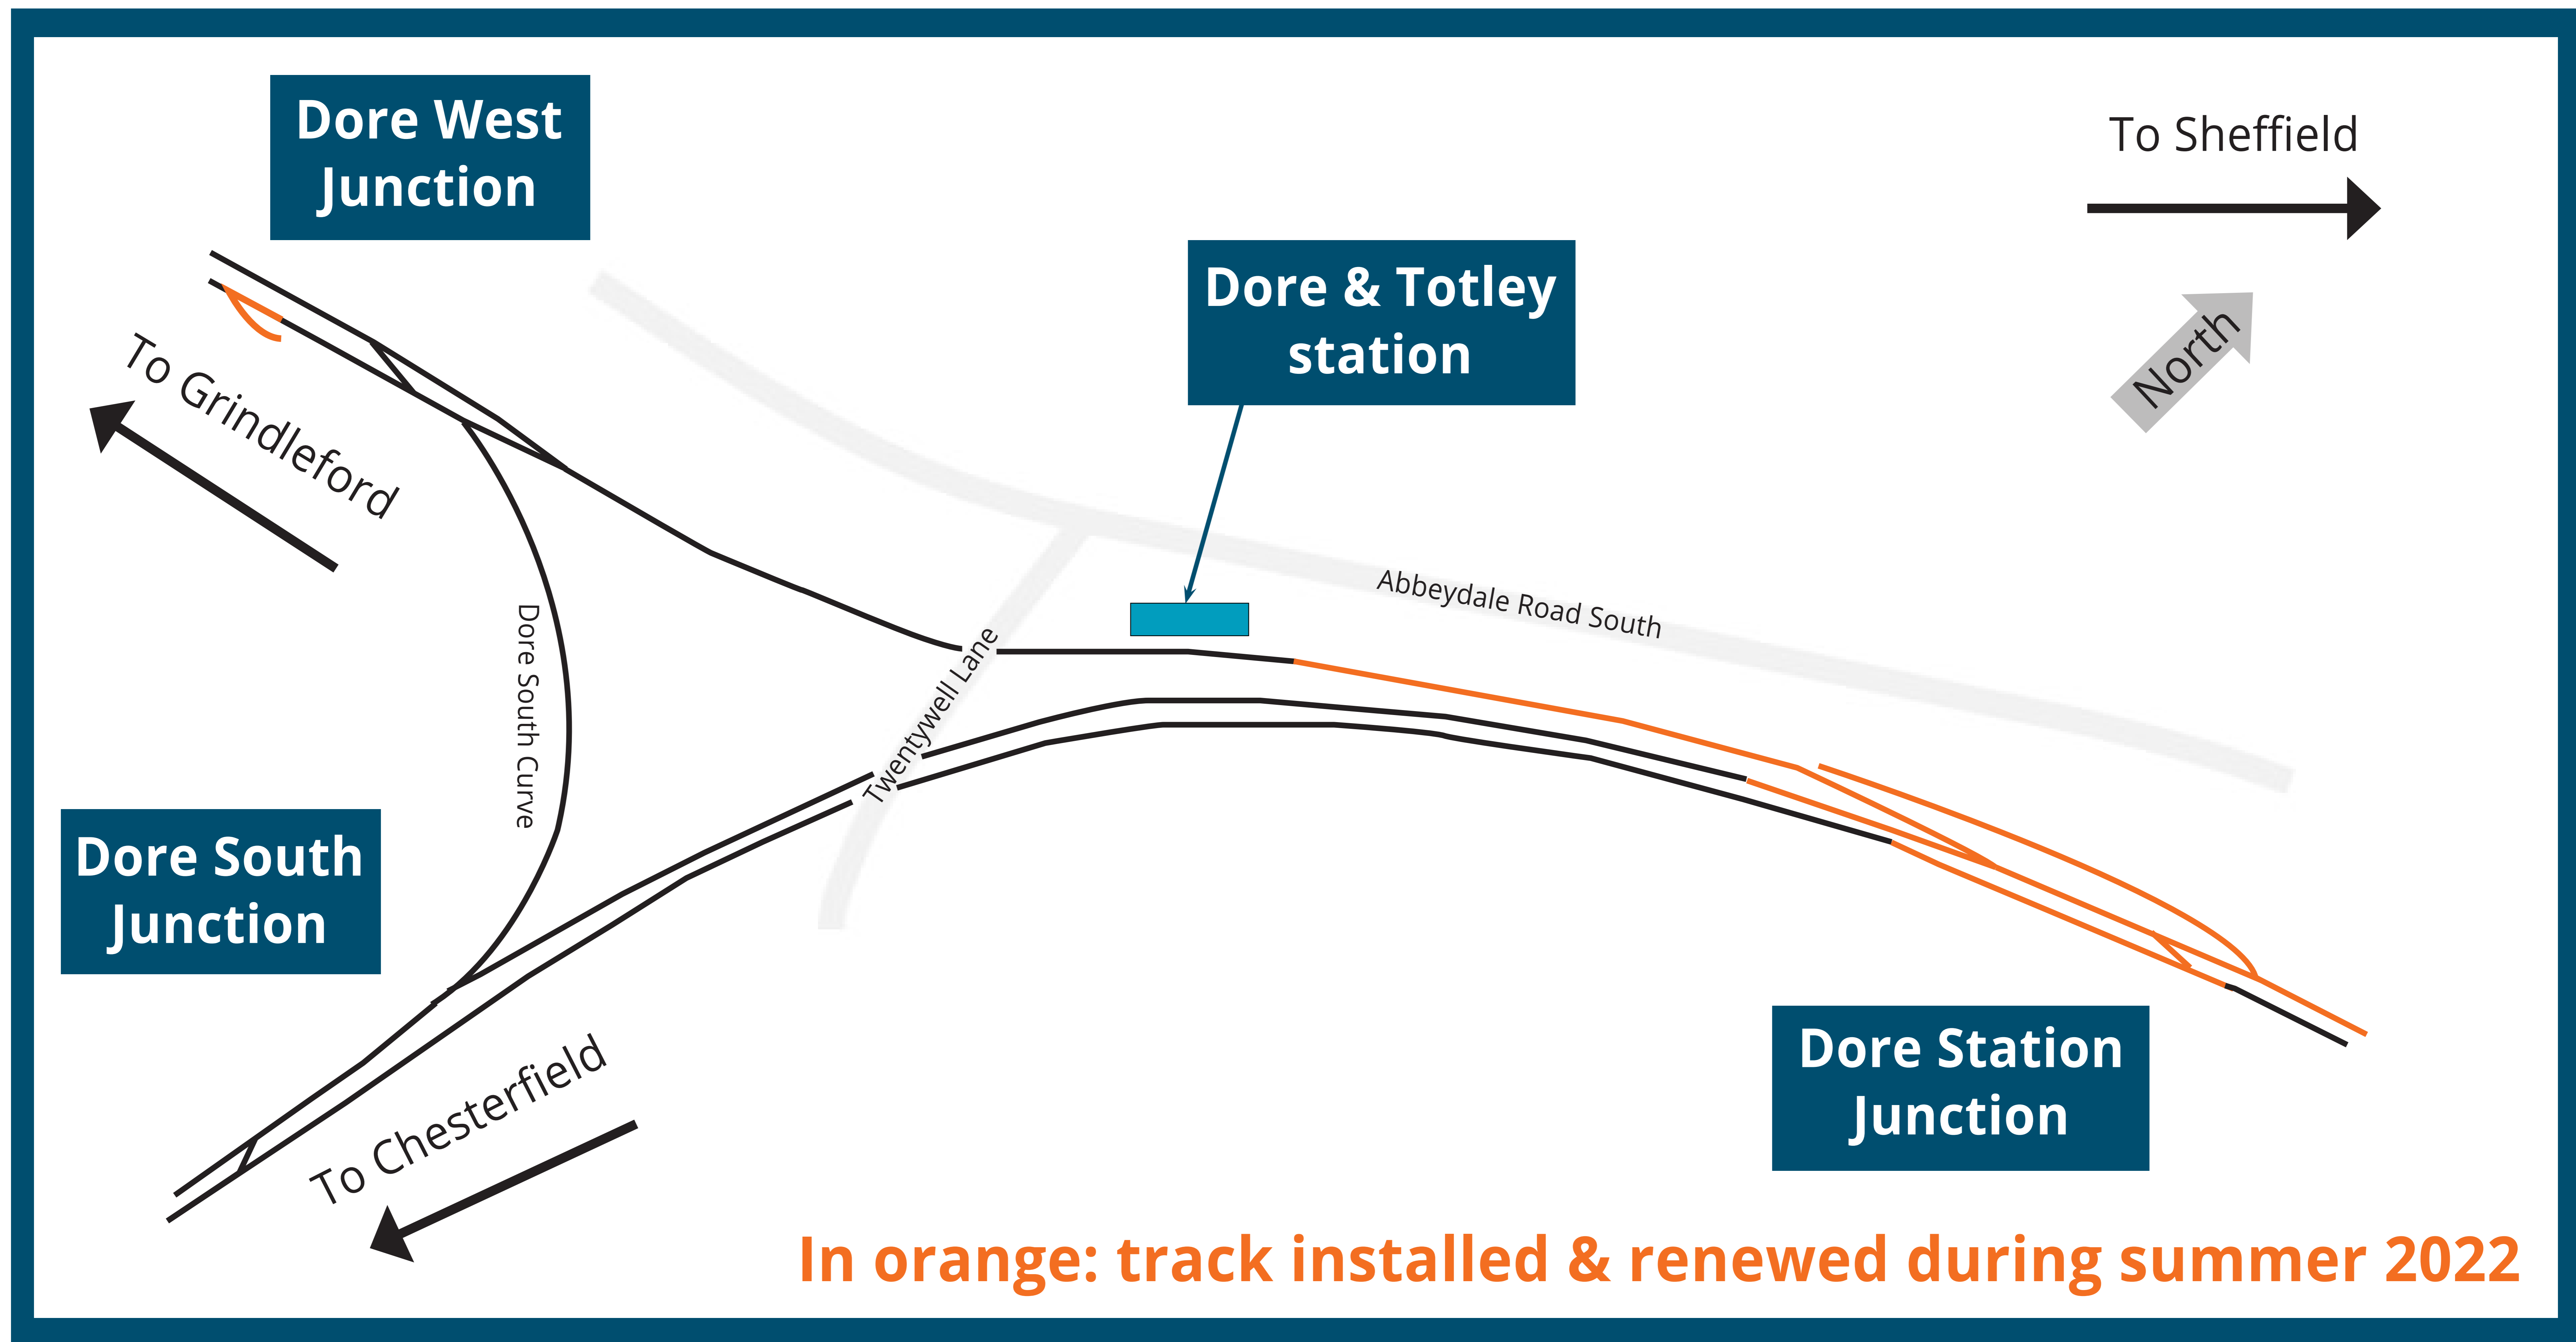 Dore West
Junction
To Sheffield
Dore & Totley
station
North
To Grindleford
Abbeydale Road South
Dore South Curve
Twentywell Lane
Dore South
Junction
Dore Station
Junction
To Chesterfield
In orange: track installed & renewed during summer 2022